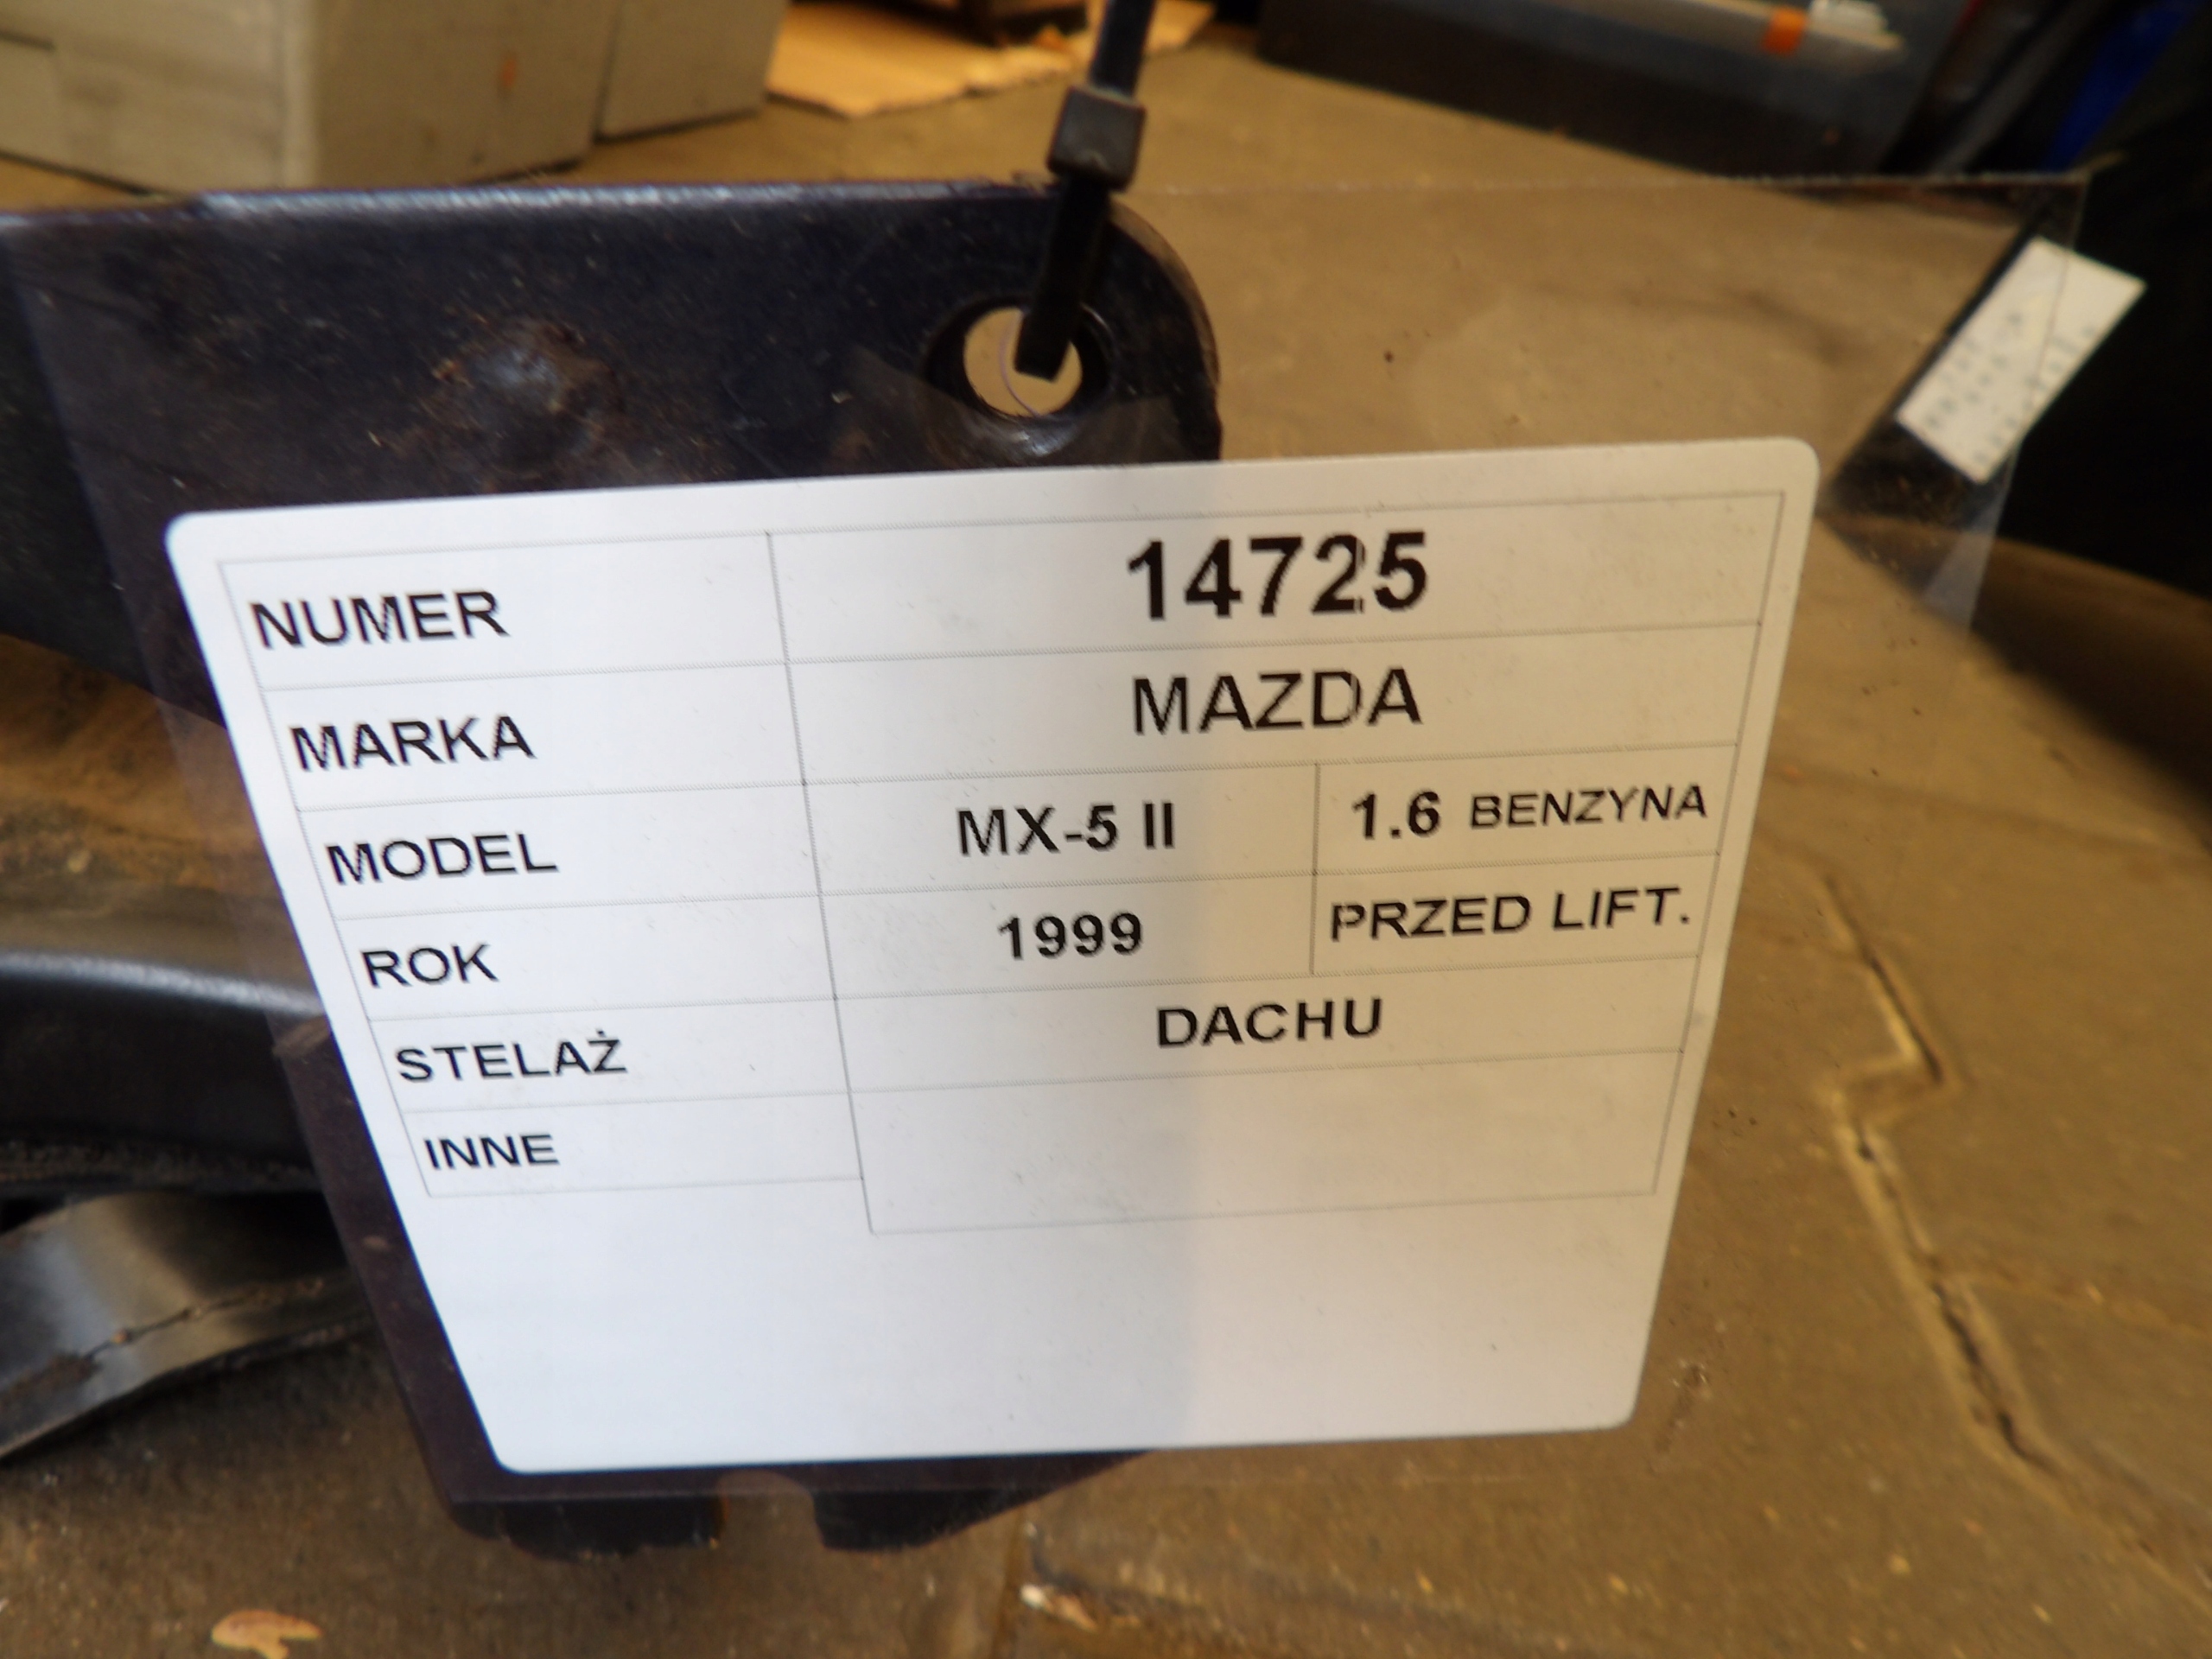 NUMER 14725
MARKA MAZDA
MODEL MX-5 II 1.6 BENZYNA
ROK 1999 PRZED LIFT.
STELAŻ DACHU
INNE